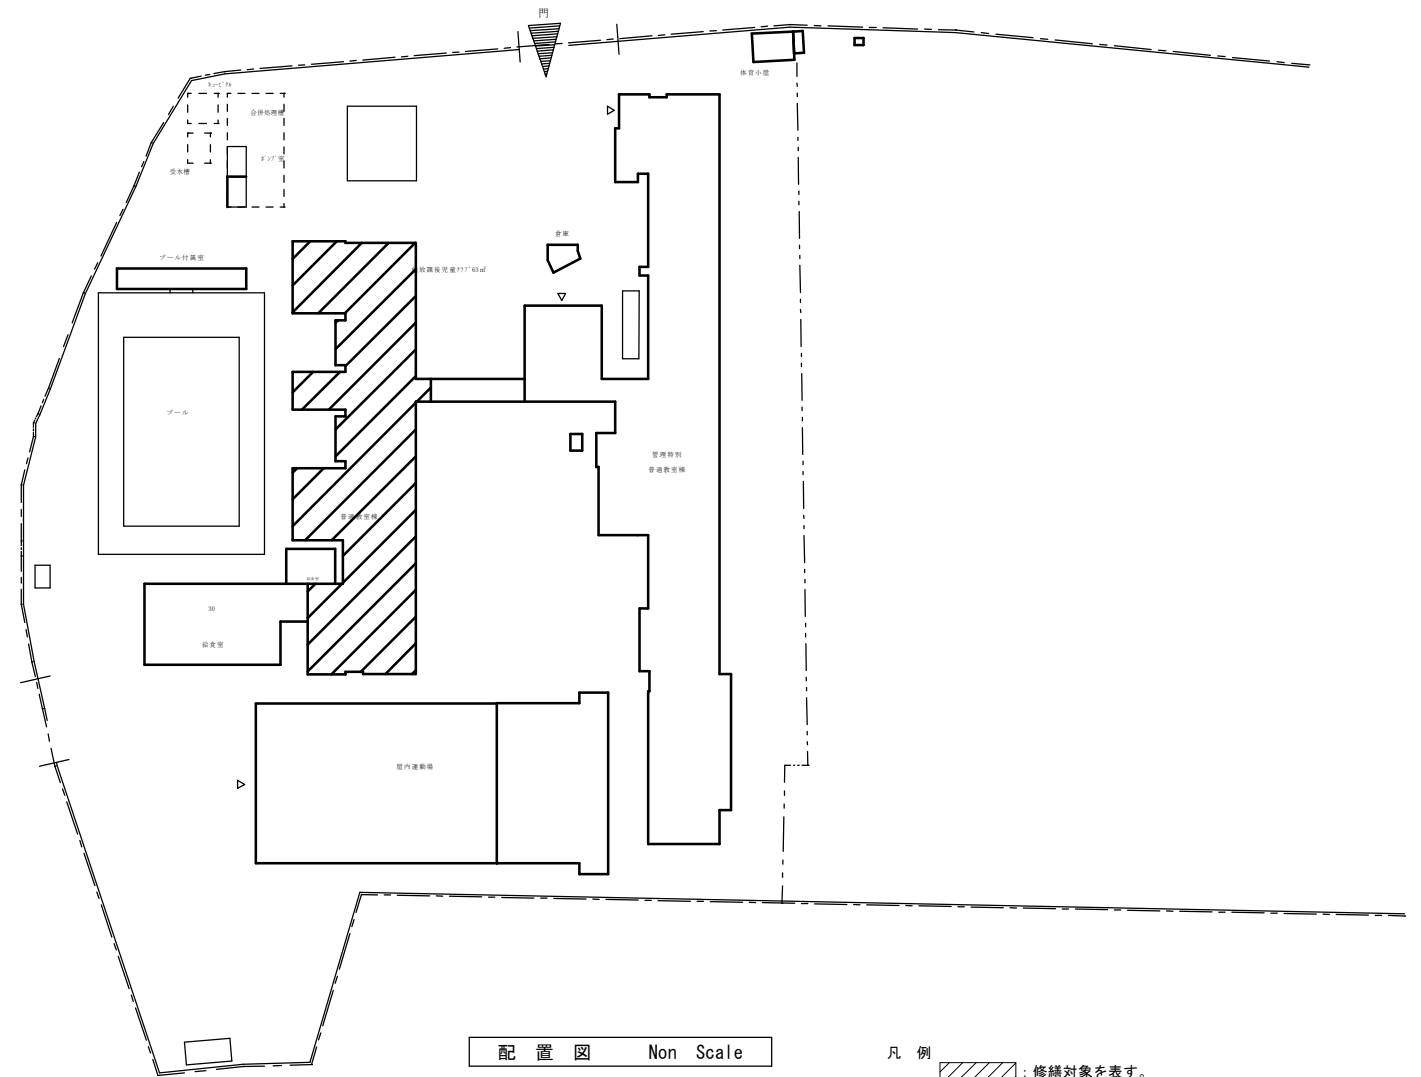 門
体育小屋
ｷｭｰﾋﾞｸﾙ
合併処理槽
ﾎﾟﾝﾌﾟ室
受水槽
倉庫
プール付属室
放課後児童ｸﾗﾌﾞ63㎡
プール
管理特別
普通教室棟
普通教室棟
30
給食室
屋内運動場
配置図 Non Scale
凡例
：修繕対象を表す。